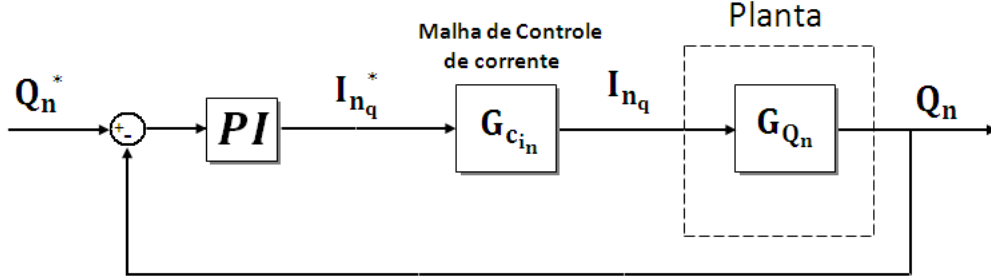 Planta
Malha de Controle
de corrente
Qn*
Inq*
Inq
Qn
+
-
PI
Gcin
GQn